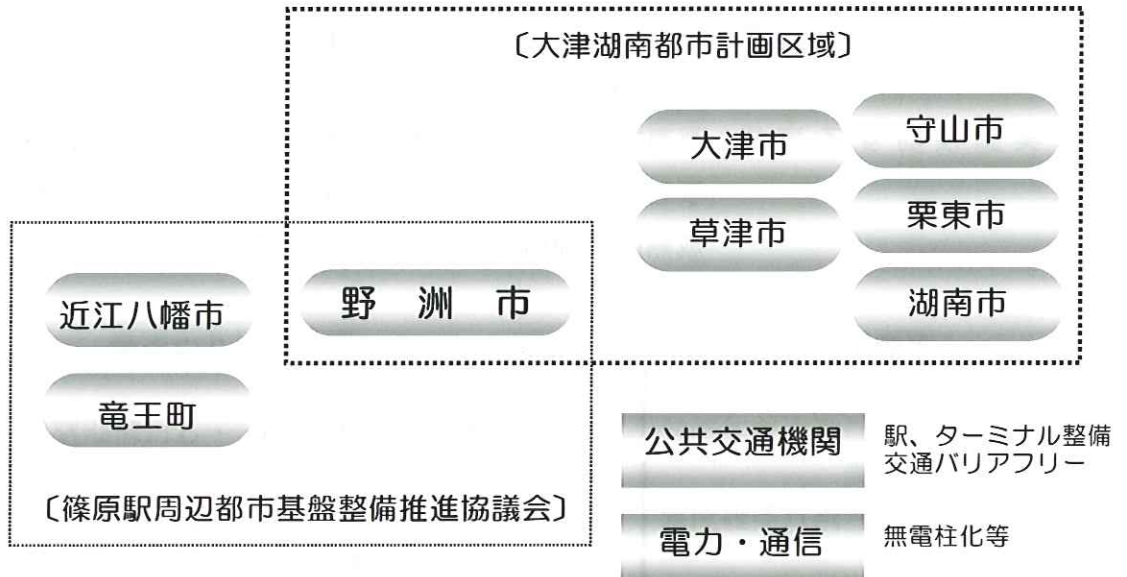 〔大津湖南都市計画区域〕
大津市
守山市
草津市
栗東市
湖南市
野洲市
近江八幡市
竜王町
〔篠原駅周辺都市基盤整備推進協議会〕
公共交通機関
駅、ターミナル整備
交通バリアフリー
電力・通信
無電柱化等